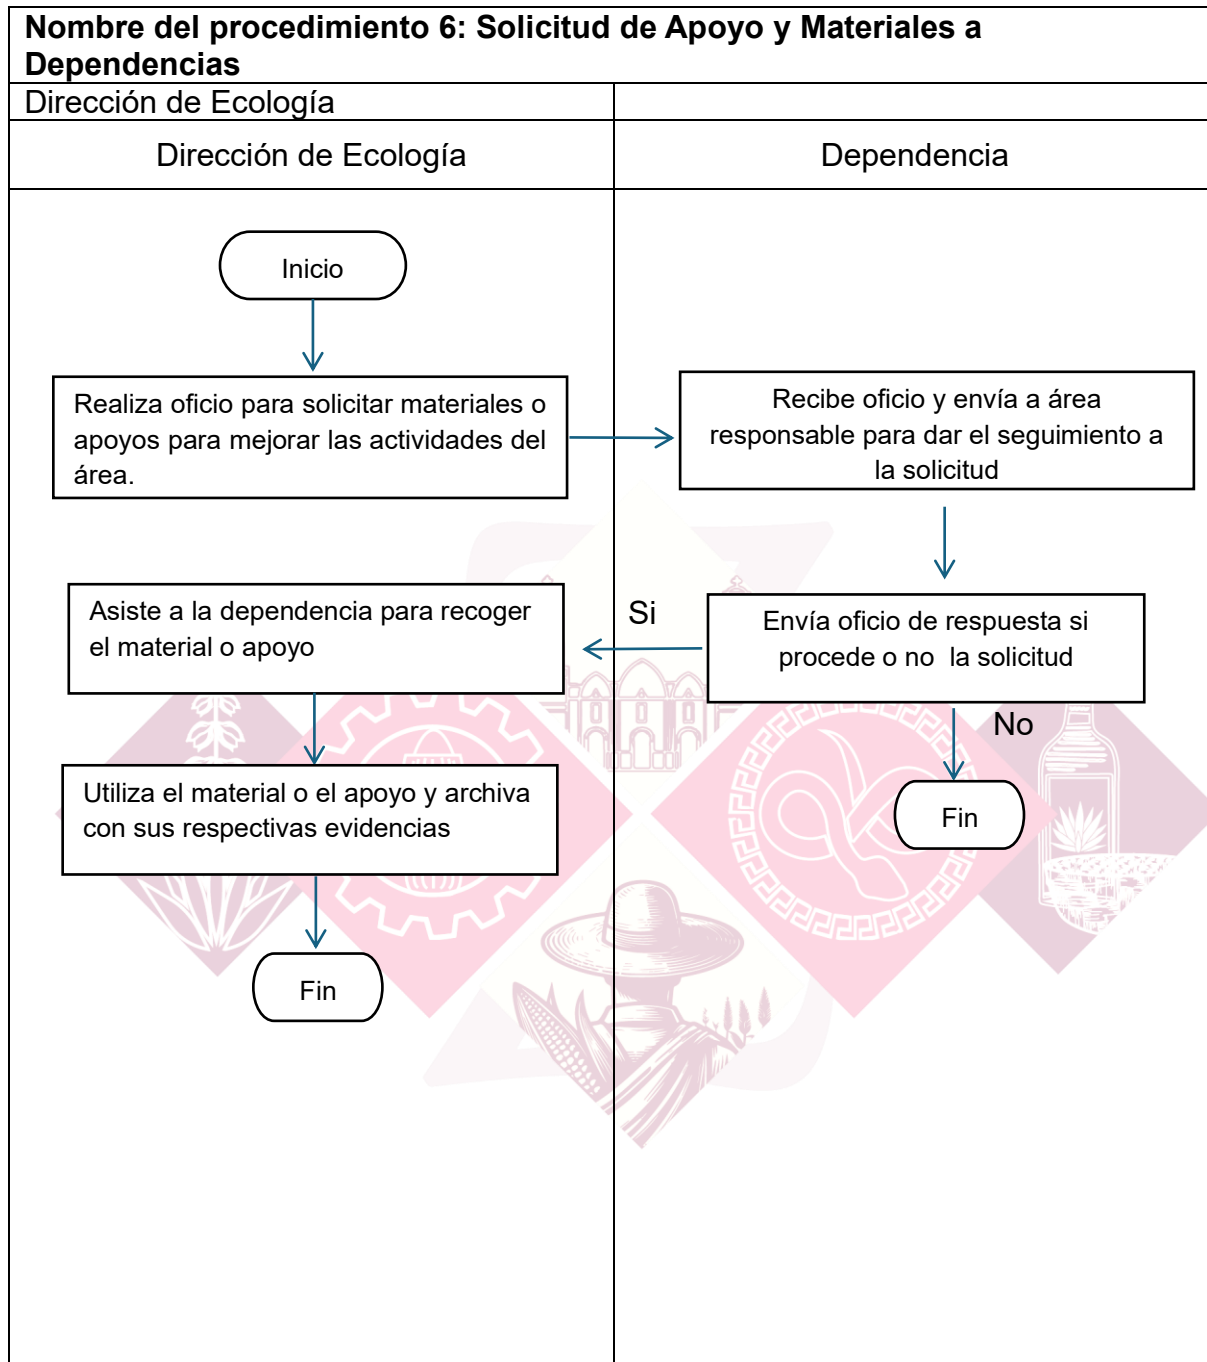 Nombre del procedimiento 6: Solicitud de Apoyo y Materiales a
Dependencias
Dirección de Ecología
Dirección de Ecología
Dependencia
Inicio
Realiza oficio para solicitar materiales o
apoyos para mejorar las actividades del
área.
Recibe oficio y envía a área
responsable para dar el seguimiento a
la solicitud
Envía oficio de respuesta si
procede o no  la solicitud
Si
Asiste a la dependencia para recoger
el material o apoyo
No
Fin
Utiliza el material o el apoyo y archiva
con sus respectivas evidencias
Fin